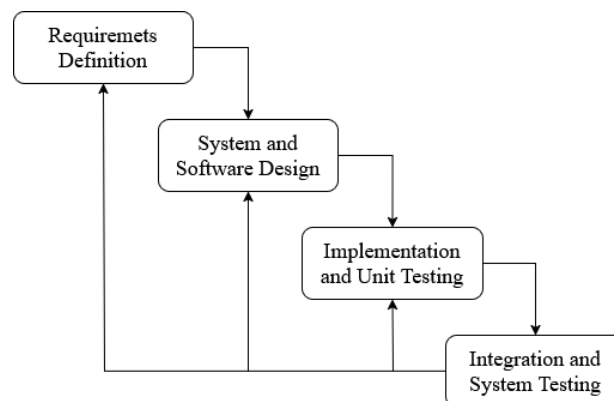 Requiremets
Definition
System and
Software Design
Implementation
and Unit Testing
Integration and
System Testing